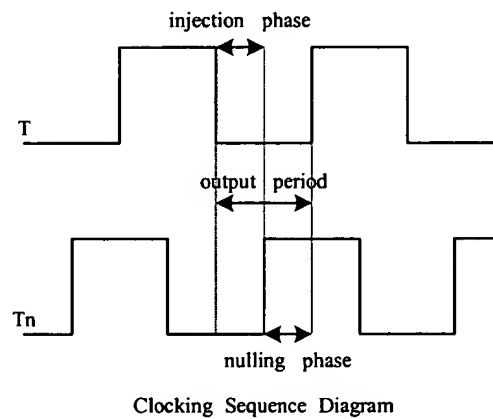 injection phase
T
output period
Tn
nulling phase
Clocking Sequence Diagram